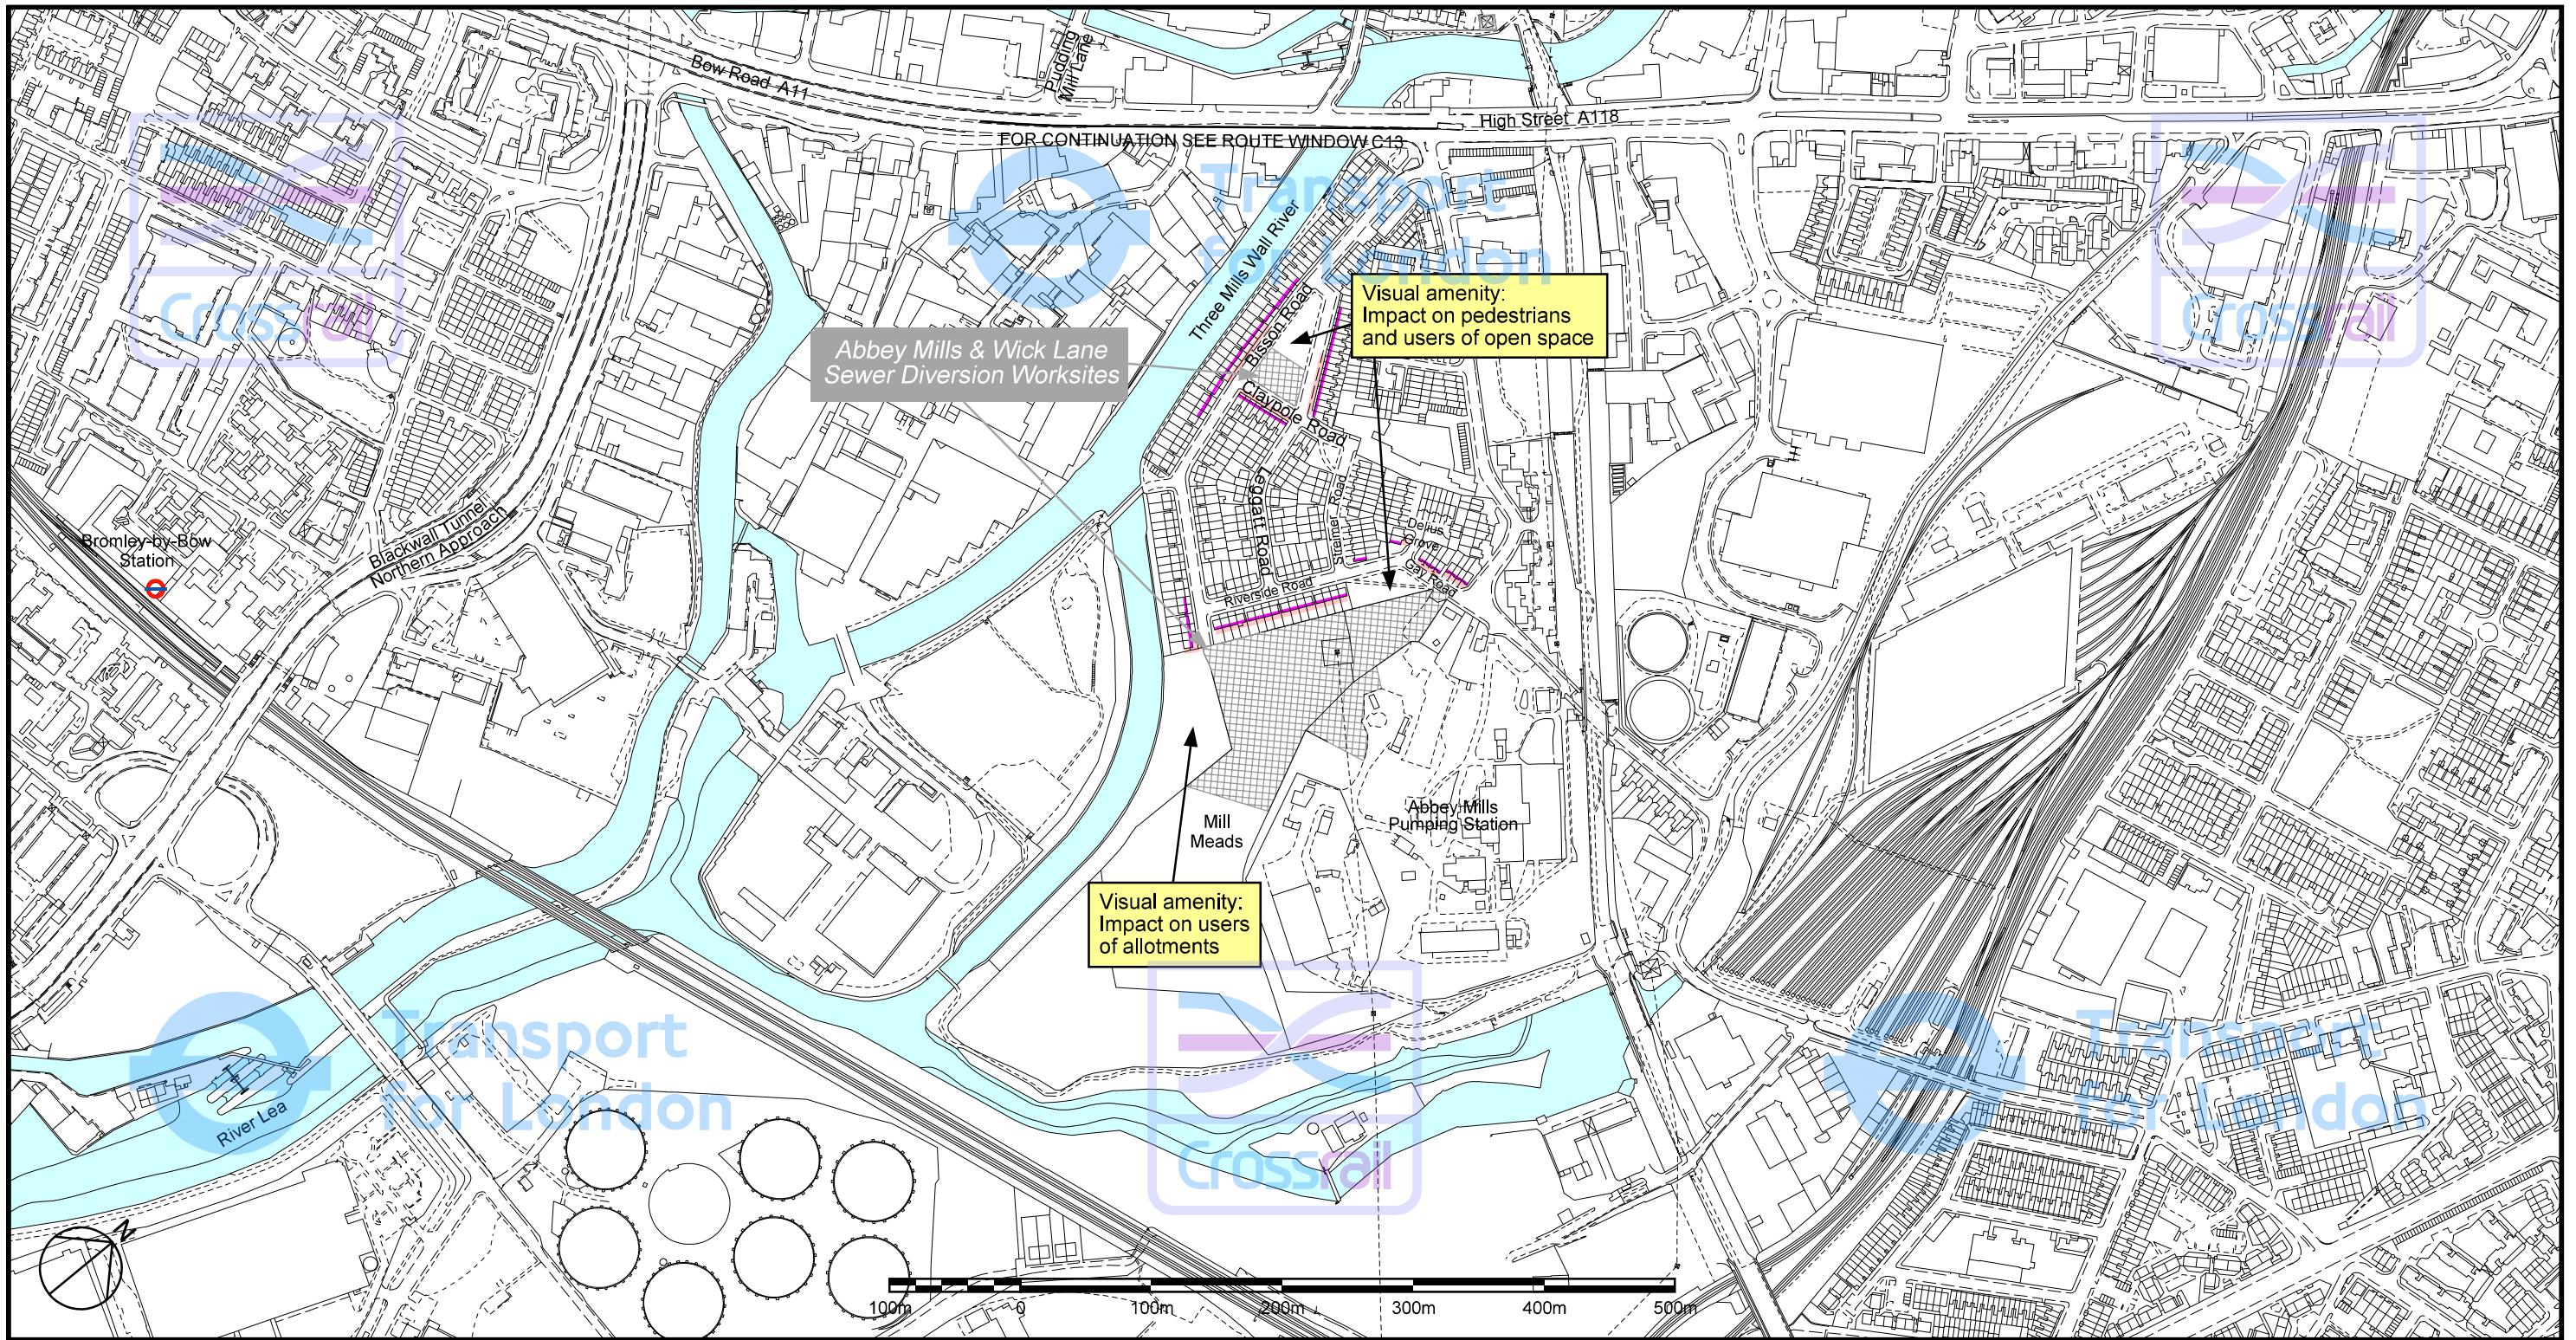 Bow Road A11
Pudding
Mill Lane
High Street A118
FOR CONTINUATION SEE ROUTE WINDOW C13
Transport
for London
Crossrail
Crossrail
Three Mills Wall River
Bisson Road
Visual amenity:
Impact on pedestrians
and users of open space
Abbey Mills & Wick Lane
Sewer Diversion Worksites
Claypole Road
Leggatt Road
Streimer Road
Delius
Grove
Gay Road
Riverside Road
Blackwall Tunnel
Northern Approach
Bromley-by-Bow
Station
Mill
Meads
Abbey Mills
Pumping Station
Visual amenity:
Impact on users
of allotments
Transport
for London
Crossrail
Transport
for London
River Lea
N
100m 0 100m 200m 300m 400m 500m